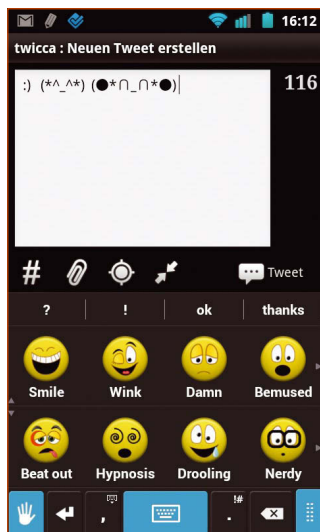 16:12
twicca : Neuen Tweet erstellen
:) (*^_^*) (●*∩_∩*●)
116
# Tweet
? ! ok thanks
Smile Wink Damn Bemused
Beat out Hypnosis Drooling Nerdy
, . !#